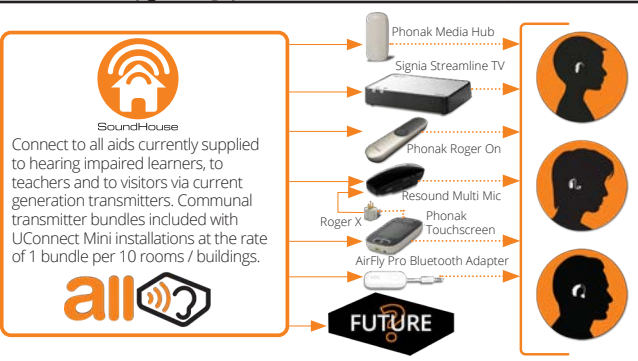 SoundHouse
Connect to all aids currently supplied
to hearing impaired learners, to
teachers and to visitors via current
generation transmitters. Communal
transmitter bundles included with
UConnect Mini installations at the rate
of 1 bundle per 10 rooms / buildings.
all
Phonak Media Hub
Signia Streamline TV
Phonak Roger On
Resound Multi Mic
Roger X
Phonak
Touchscreen
AirFly Pro Bluetooth Adapter
FUTURE
?